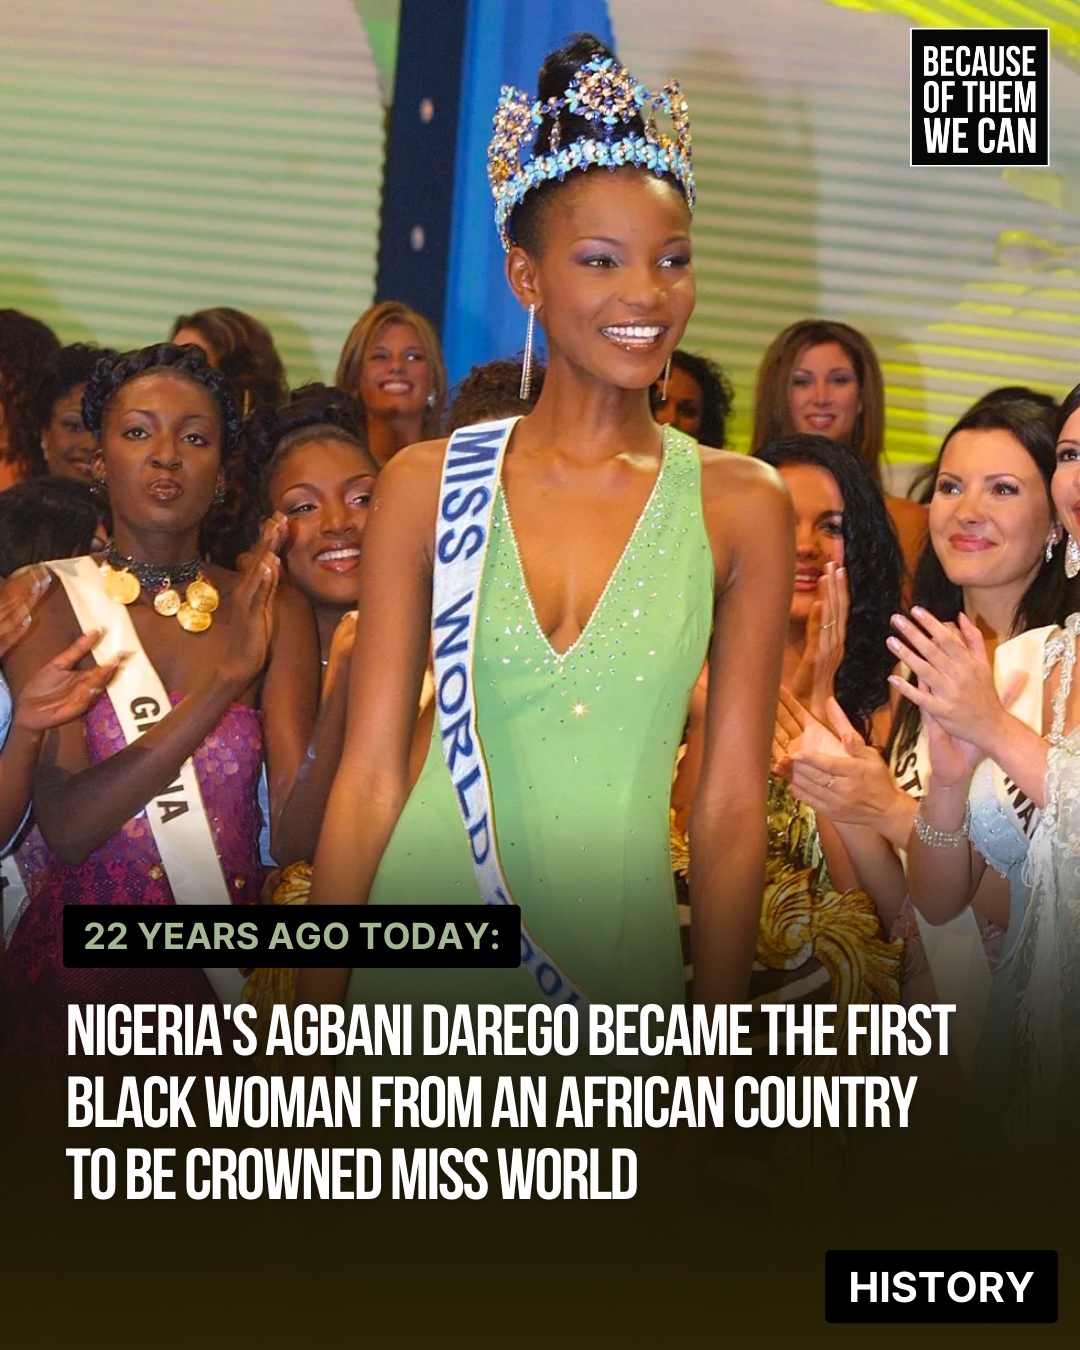 BECAUSE
OF THEM
WE CAN
MISS WORLD
22 YEARS AGO TODAY:
NIGERIA'S AGBANI DAREGO BECAME THE FIRST
BLACK WOMAN FROM AN AFRICAN COUNTRY
TO BE CROWNED MISS WORLD
HISTORY